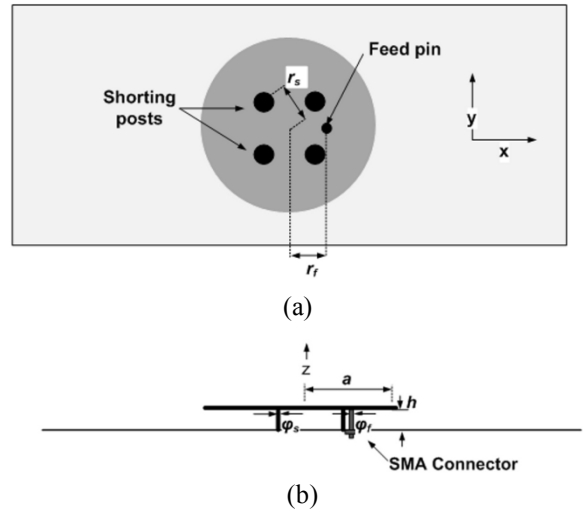 Feed pin
r_s
Shorting
posts
y
x
r_f
(a)
z
a
h
φ_s
φ_f
SMA Connector
(b)